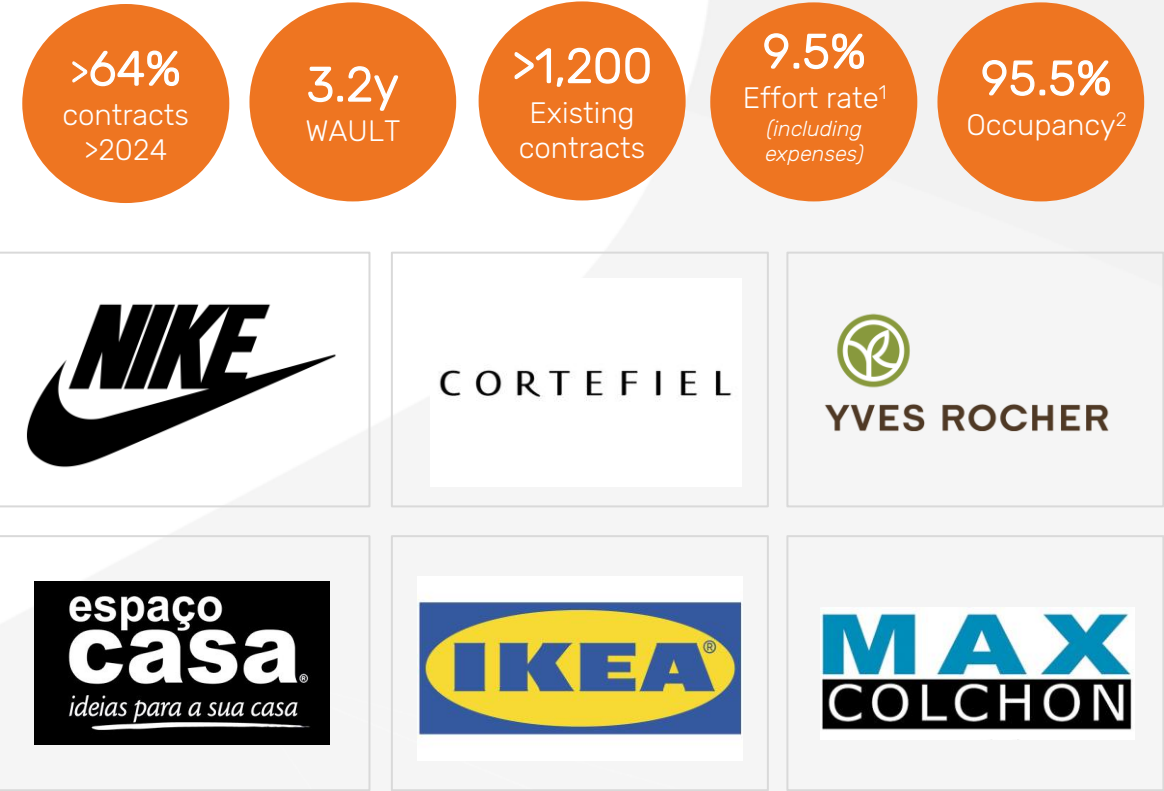 >64%
contracts
>2024
3.2y
WAULT
>1,200
Existing
contracts
9.5%
Effort rate¹
(including
expenses)
95.5%
Occupancy²
NIKE
CORTEFIEL
YR
YVES ROCHER
espaço
casa®
ideias para a sua casa
IKEA®
MAX
COLCHON